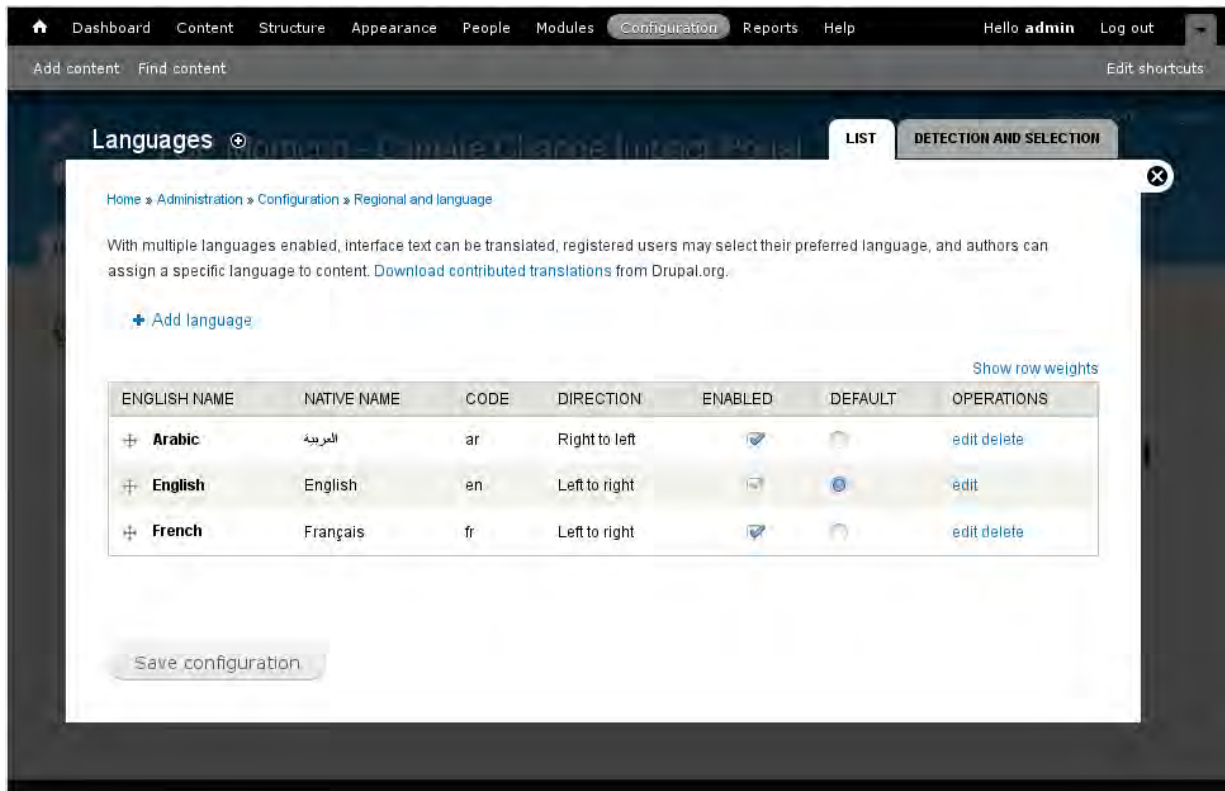 Dashboard Content Structure Appearance People Modules Configuration Reports Help Hello admin Log out
Add content Find content Edit shortcuts
Languages LIST DETECTION AND SELECTION
Home » Administration » Configuration » Regional and language
With multiple languages enabled, interface text can be translated, registered users may select their preferred language, and authors can
assign a specific language to content. Download contributed translations from Drupal.org.
Add language
Show row weights
ENGLISH NAME NATIVE NAME CODE DIRECTION ENABLED DEFAULT OPERATIONS
Arabic العربية ar Right to left edit delete
English English en Left to right edit
French Français fr Left to right edit delete
Save configuration